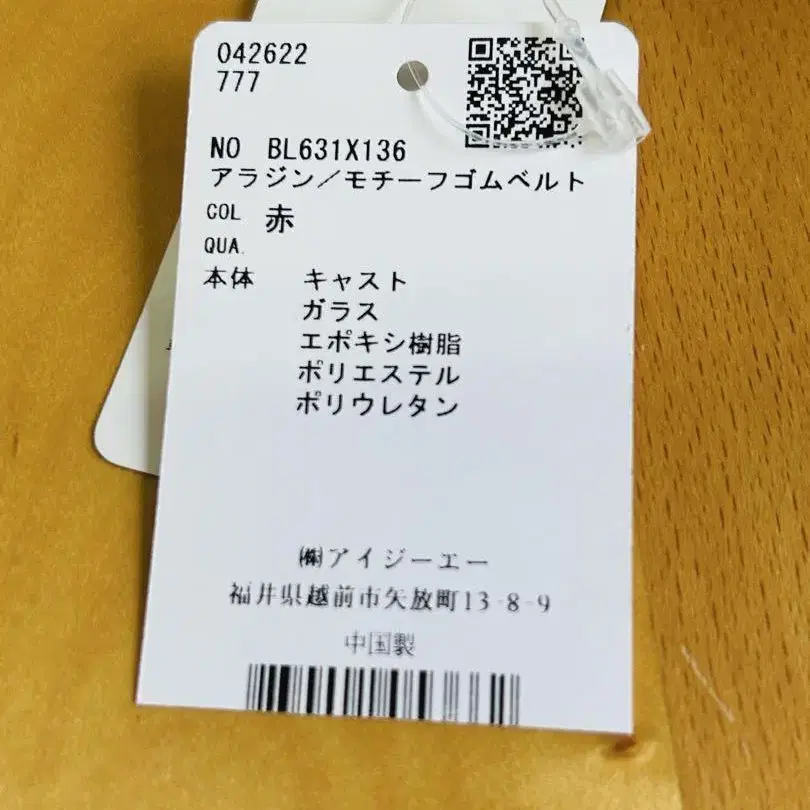 042622
777
NO BL631X136
アラジン／モチーフゴムベルト
COL 赤
QUA.
本体 キャスト
ガラス
エポキシ樹脂
ポリエステル
ポリウレタン
㈱アイジーエー
福井県越前市矢放町13-8-9
中国製